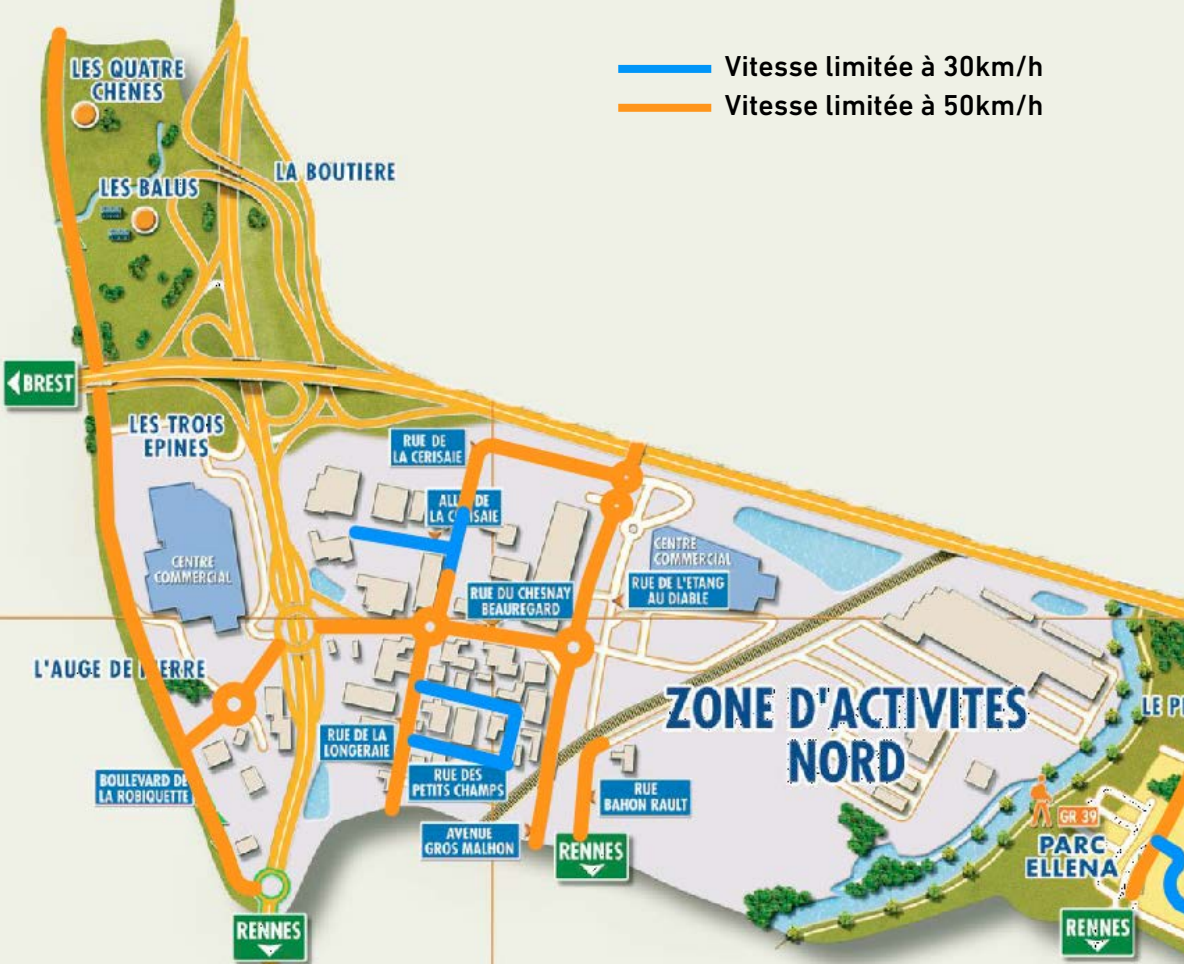 Vitesse limitée à 30km/h
Vitesse limitée à 50km/h
LES QUATRE
CHENES
LA BOUTIERE
LES BALUS
BREST
LES TROIS
EPINES
RUE DE
LA CERISAIE
LA
CENTRE
COMMERCIAL
CENTRE
COMMERCIAL
RUE DU CHESNAY
BEAUREGARD
RUE DE L'ETANG
AU DIABLE
L'AUGE DE
ZONE D'ACTIVITES
NORD
RUE DE LA
LONGERAIE
BOULEVARD DE
LA ROBIQUETTE
RUE DES
PETITS CHAMPS
RUE
BAHON RAULT
AVENUE
GROS MALHON
RENNES
GR 39
PARC
ELLENA
RENNES
RENNES